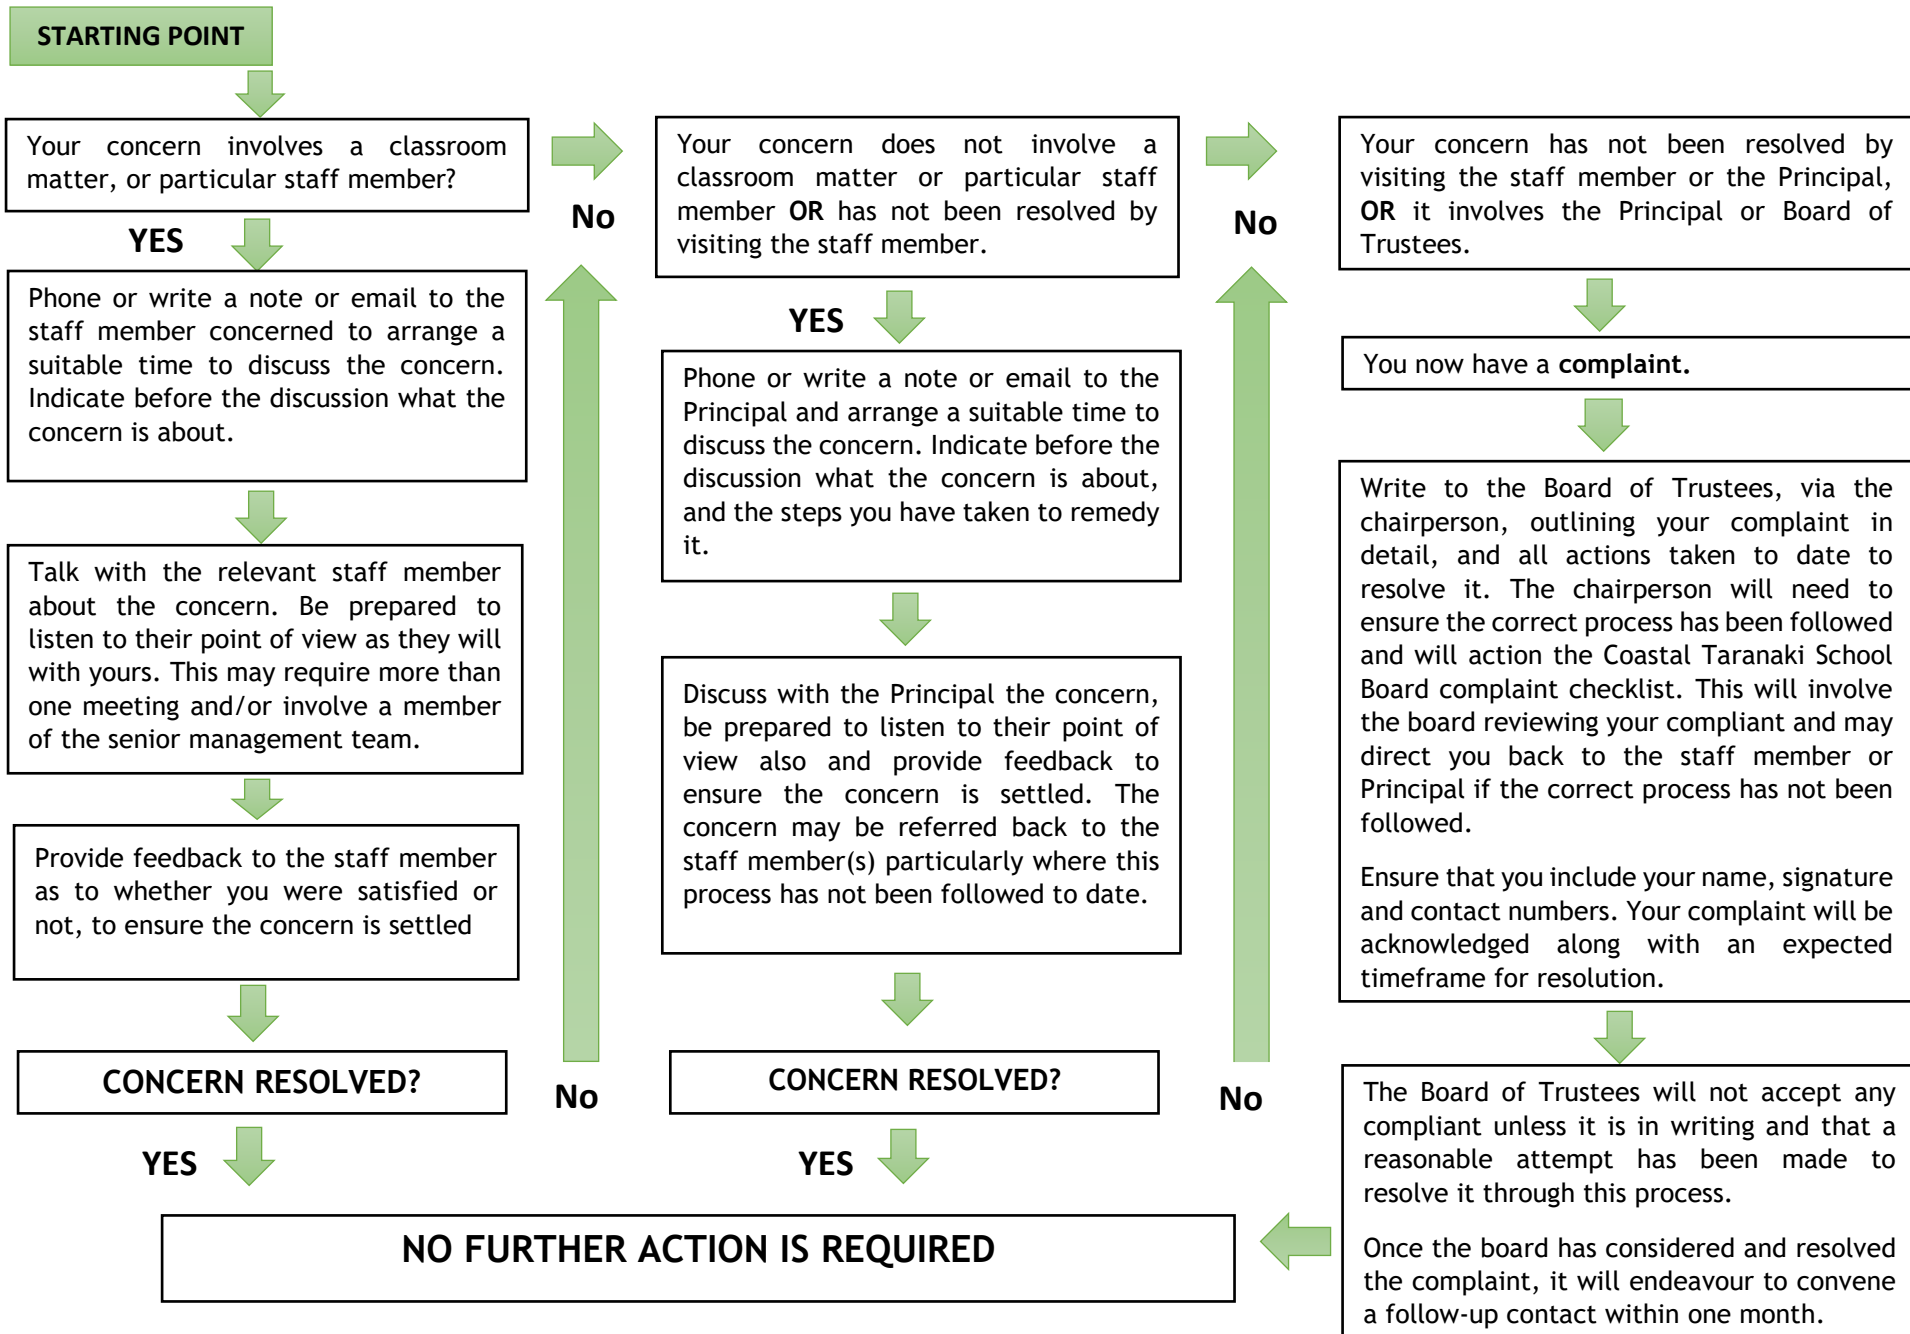 STARTING POINT
Your concern involves a classroom
matter, or particular staff member?
YES
No
Phone or write a note or email to the
staff member concerned to arrange a
suitable time to discuss the concern.
Indicate before the discussion what the
concern is about.
Talk with the relevant staff member
about the concern. Be prepared to
listen to their point of view as they will
with yours. This may require more than
one meeting and/or involve a member
of the senior management team.
Provide feedback to the staff member
as to whether you were satisfied or
not, to ensure the concern is settled
CONCERN RESOLVED?
No
YES
Your concern does not involve a
classroom matter or particular staff
member OR has not been resolved by
visiting the staff member.
No
YES
Phone or write a note or email to the
Principal and arrange a suitable time to
discuss the concern. Indicate before the
discussion what the concern is about,
and the steps you have taken to remedy
it.
Discuss with the Principal the concern,
be prepared to listen to their point of
view also and provide feedback to
ensure the concern is settled. The
concern may be referred back to the
staff member(s) particularly where this
process has not been followed to date.
CONCERN RESOLVED?
No
YES
Your concern has not been resolved by
visiting the staff member or the Principal,
OR it involves the Principal or Board of
Trustees.
You now have a complaint.
Write to the Board of Trustees, via the
chairperson, outlining your complaint in
detail, and all actions taken to date to
resolve it. The chairperson will need to
ensure the correct process has been followed
and will action the Coastal Taranaki School
Board complaint checklist. This will involve
the board reviewing your compliant and may
direct you back to the staff member or
Principal if the correct process has not been
followed.
Ensure that you include your name, signature
and contact numbers. Your complaint will be
acknowledged along with an expected
timeframe for resolution.
The Board of Trustees will not accept any
compliant unless it is in writing and that a
reasonable attempt has been made to
resolve it through this process.
Once the board has considered and resolved
the complaint, it will endeavour to convene
a follow-up contact within one month.
NO FURTHER ACTION IS REQUIRED